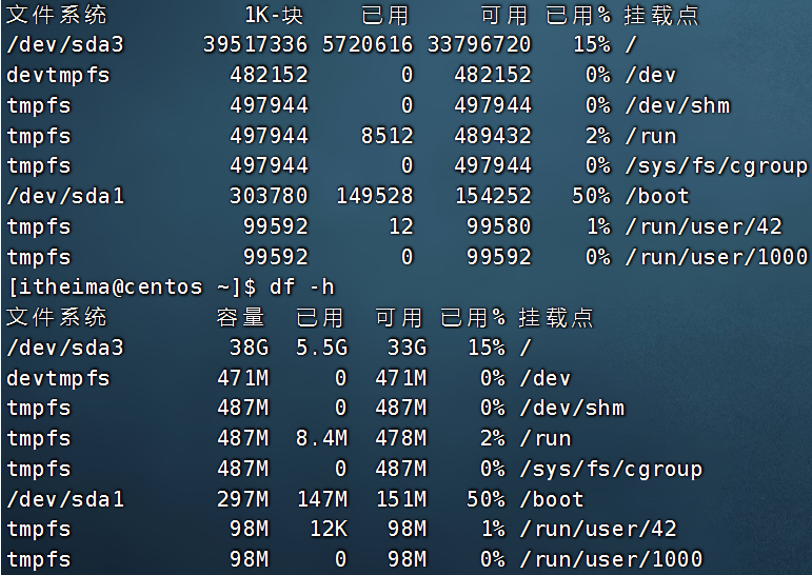 文件系统 1K-块 已用 可用 已用% 挂载点
/dev/sda3 39517336 5720616 33796720 15% /
devtmpfs 482152 0 482152 0% /dev
tmpfs 497944 0 497944 0% /dev/shm
tmpfs 497944 8512 489432 2% /run
tmpfs 497944 0 497944 0% /sys/fs/cgroup
/dev/sda1 303780 149528 154252 50% /boot
tmpfs 99592 12 99580 1% /run/user/42
tmpfs 99592 0 99592 0% /run/user/1000
[itheima@centos ~]$ df -h
文件系统 容量 已用 可用 已用% 挂载点
/dev/sda3 38G 5.5G 33G 15% /
devtmpfs 471M 0 471M 0% /dev
tmpfs 487M 0 487M 0% /dev/shm
tmpfs 487M 8.4M 478M 2% /run
tmpfs 487M 0 487M 0% /sys/fs/cgroup
/dev/sda1 297M 147M 151M 50% /boot
tmpfs 98M 12K 98M 1% /run/user/42
tmpfs 98M 0 98M 0% /run/user/1000